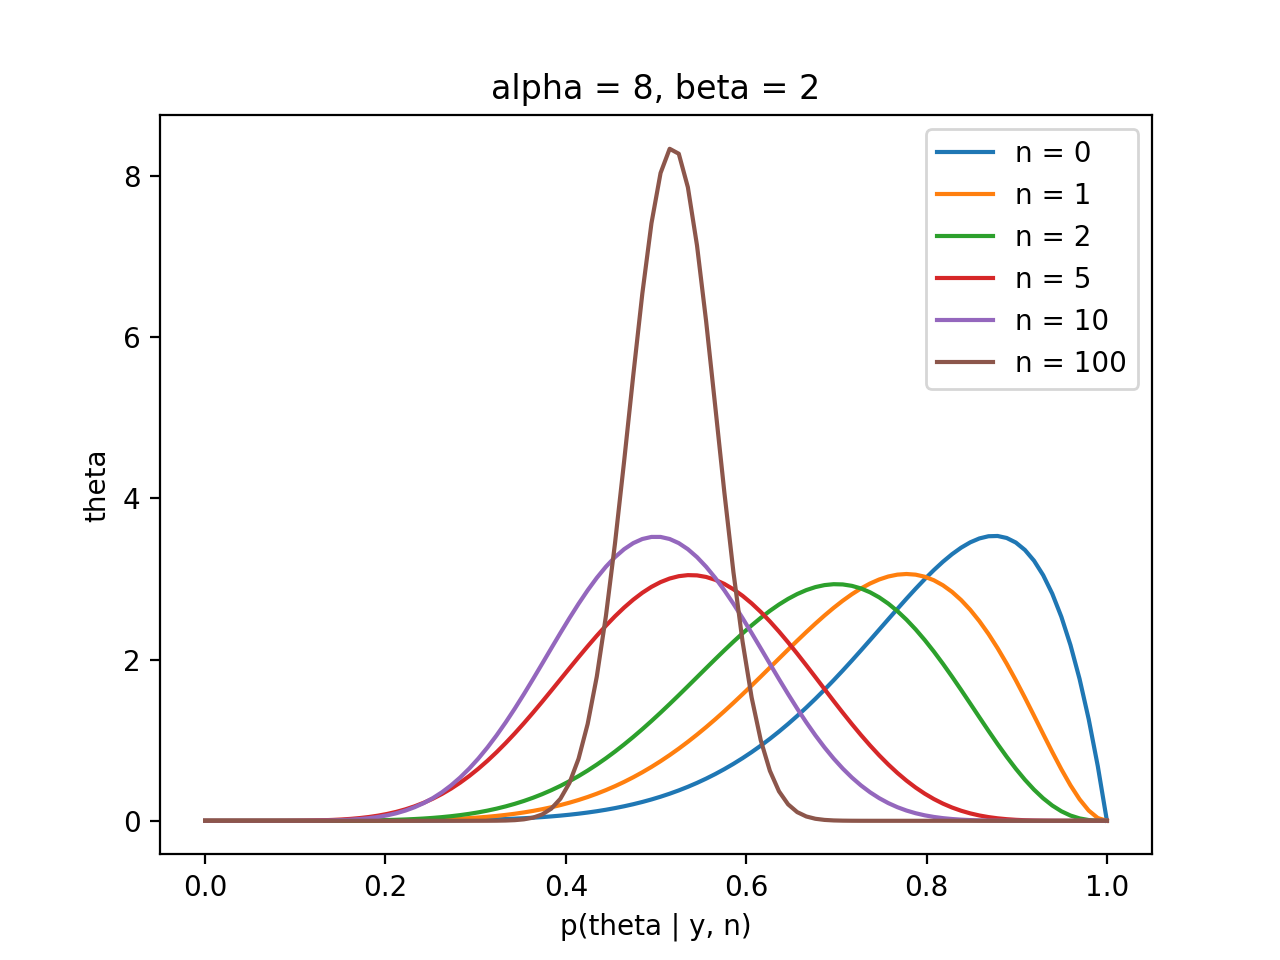 alpha = 8, beta = 2
n = 0
n = 1
n = 2
n = 5
n = 10
n = 100
8
6
4
2
0
theta
0.0 0.2 0.4 0.6 0.8 1.0
p(theta | y, n)